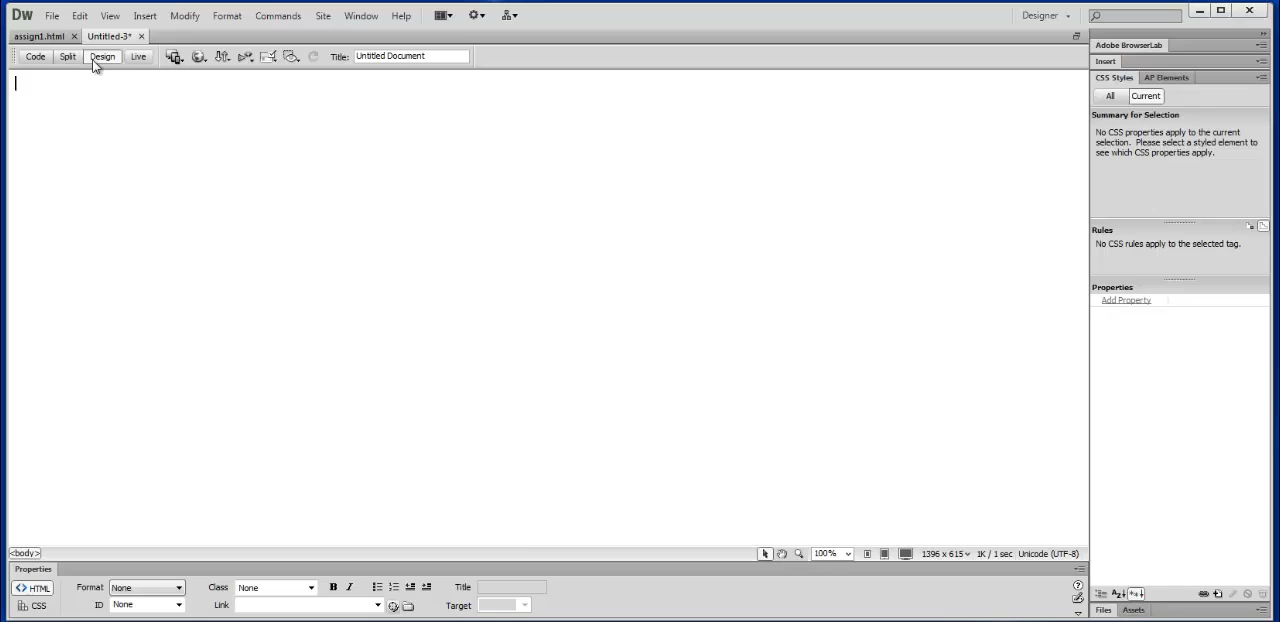 Dw File Edit View Insert Modify Format Commands Site Window Help Designer
assign1.html Untitled-3*
Code Split Design Live Title: Untitled Document
Adobe BrowserLab
Insert
CSS Styles AP Elements
All Current
Summary for Selection
No CSS properties apply to the current
selection. Please select a styled element to
see which CSS properties apply.
Rules
No CSS rules apply to the selected tag.
Properties
Add Property
<body> 100% 1396 x 615 1K / 1 sec Unicode (UTF-8)
Properties
<> HTML Format None Class None B I Title
CSS ID None Link Target
Az↓
Files Assets